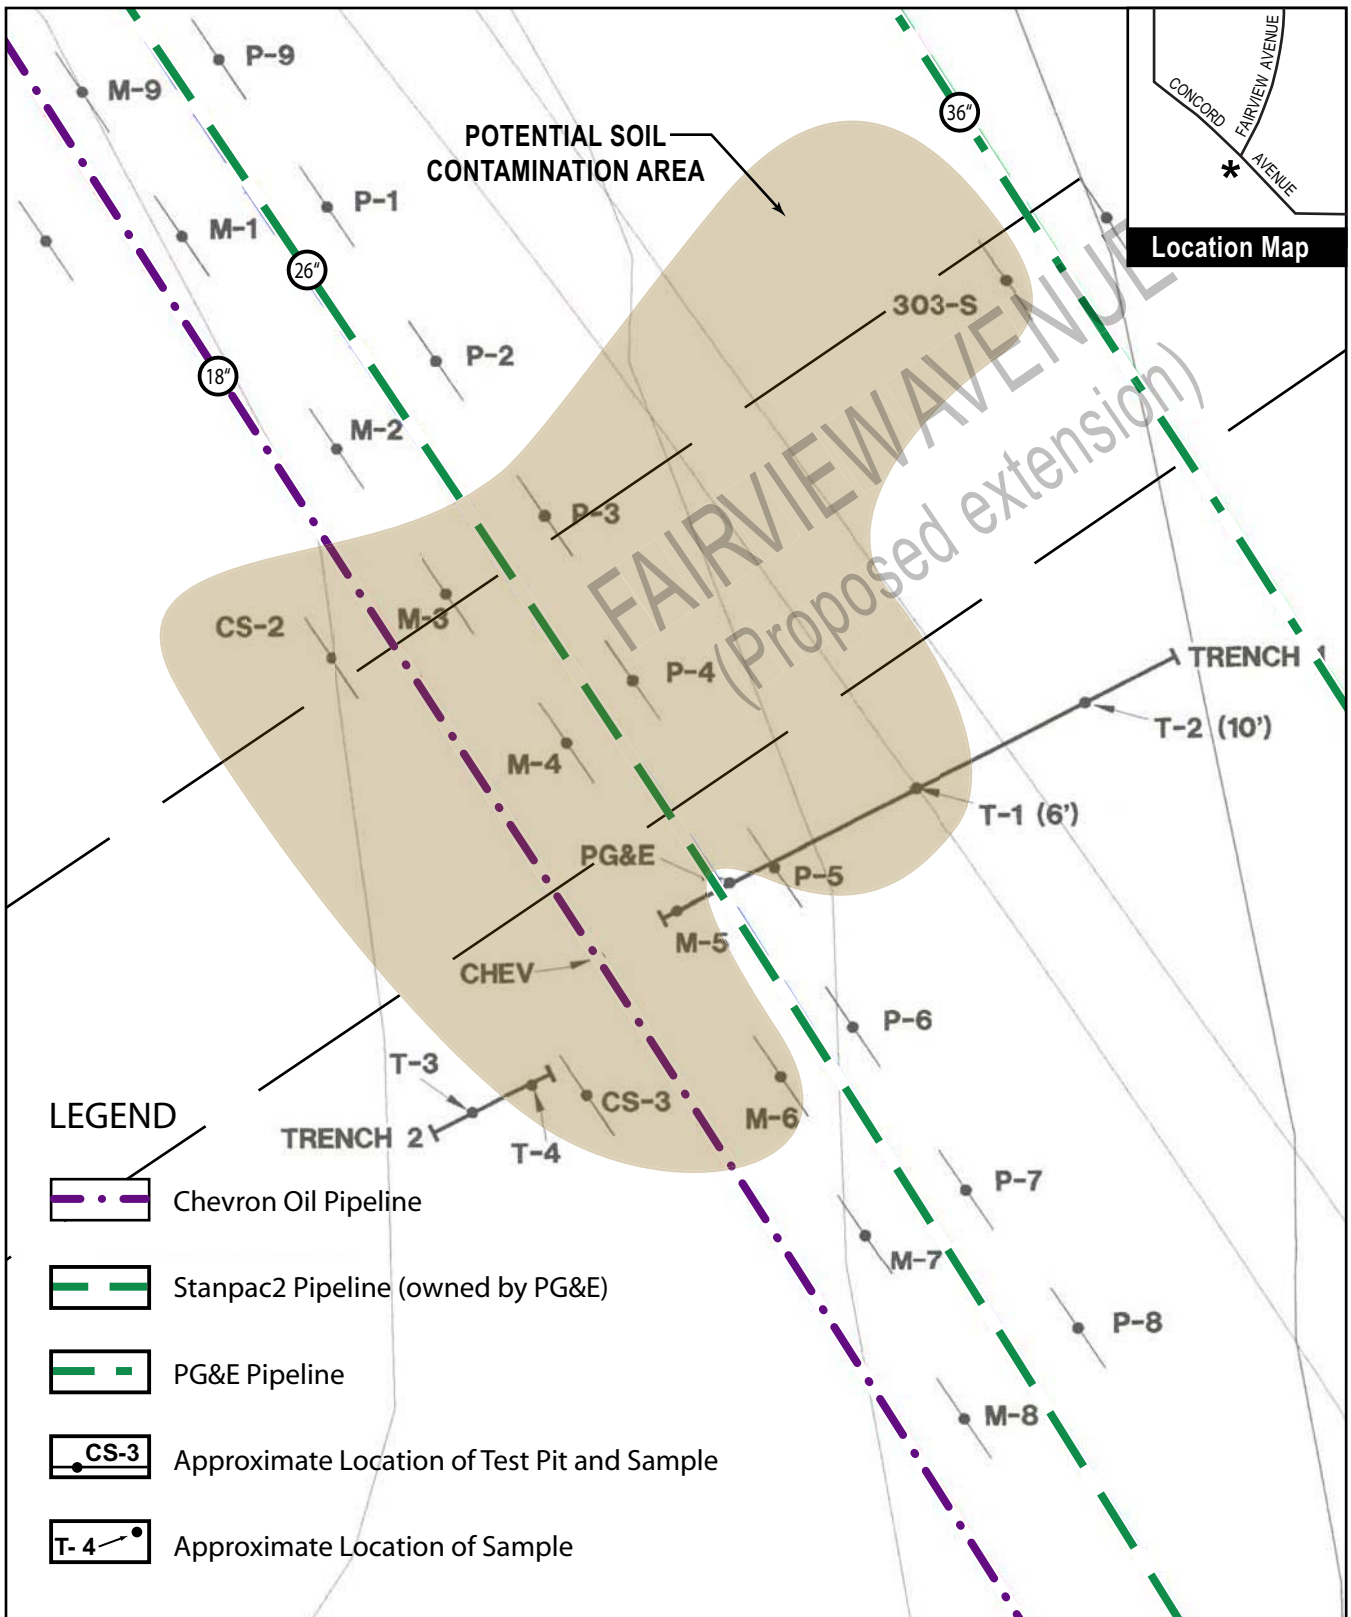 P-9
M-9
36"
POTENTIAL SOIL
CONTAMINATION AREA
CONCORD
FAIRVIEW AVENUE
AVENUE
*
Location Map
P-1
M-1
26"
303-S
18"
P-2
M-2
FAIRVIEW AVENUE
(Proposed extension)
P-3
M-3
CS-2
P-4
TRENCH 1
T-2 (10')
M-4
T-1 (6')
PG&E
P-5
M-5
CHEV
P-6
T-3
CS-3
M-6
TRENCH 2
T-4
P-7
M-7
P-8
M-8
LEGEND
Chevron Oil Pipeline
Stanpac2 Pipeline (owned by PG&E)
PG&E Pipeline
CS-3
Approximate Location of Test Pit and Sample
T- 4
Approximate Location of Sample